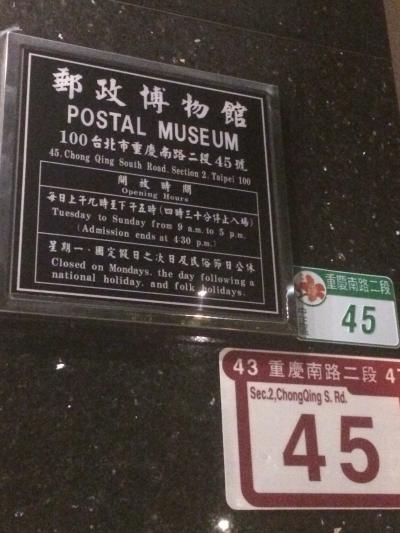 郵政博物館
POSTAL MUSEUM
100台北市重慶南路二段45號
45, Chong Qing South Road, Section 2, Taipei 100
開放時間
Opening Hours
每日上午九時至下午五時(四時三十分停止入場)
Tuesday to Sunday from 9 a.m. to 5 p.m.
(Admission ends at 4:30 p.m.)
星期一、國定假日之次日及民俗節日公休
Closed on Mondays, the day following a
national holiday, and folk holidays.
重慶南路二段
45
43 重慶南路二段 47
Sec.2,ChongQing S. Rd.
45